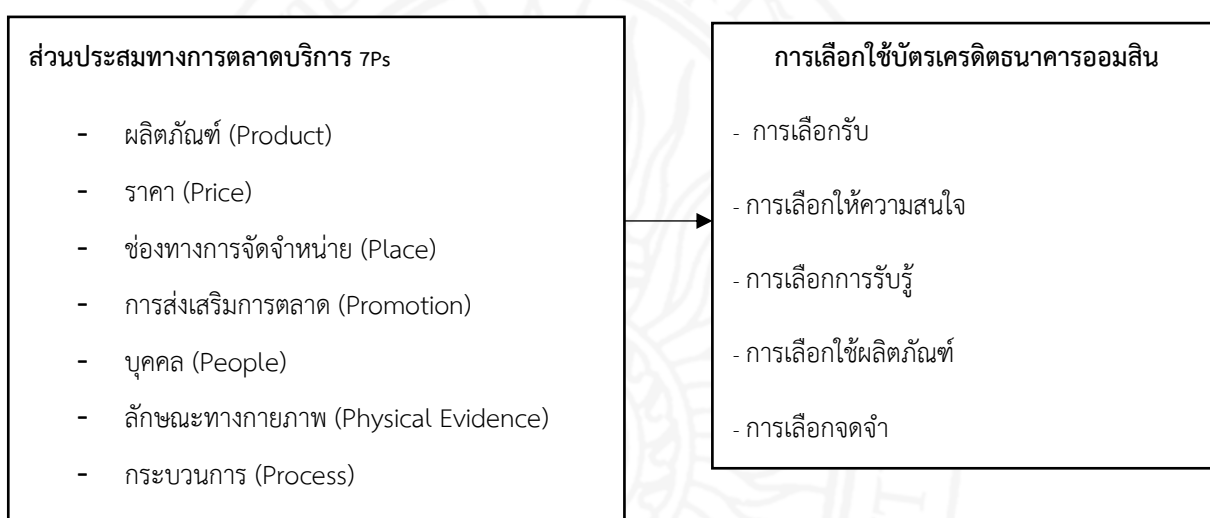 ส่วนประสมทางการตลาดบริการ 7Ps
- ผลิตภัณฑ์ (Product)
- ราคา (Price)
- ช่องทางการจัดจำหน่าย (Place)
- การส่งเสริมการตลาด (Promotion)
- บุคคล (People)
- ลักษณะทางกายภาพ (Physical Evidence)
- กระบวนการ (Process)
การเลือกใช้บัตรเครดิตธนาคารออมสิน
- การเลือกรับ
- การเลือกให้ความสนใจ
- การเลือกการรับรู้
- การเลือกใช้ผลิตภัณฑ์
- การเลือกจดจำ